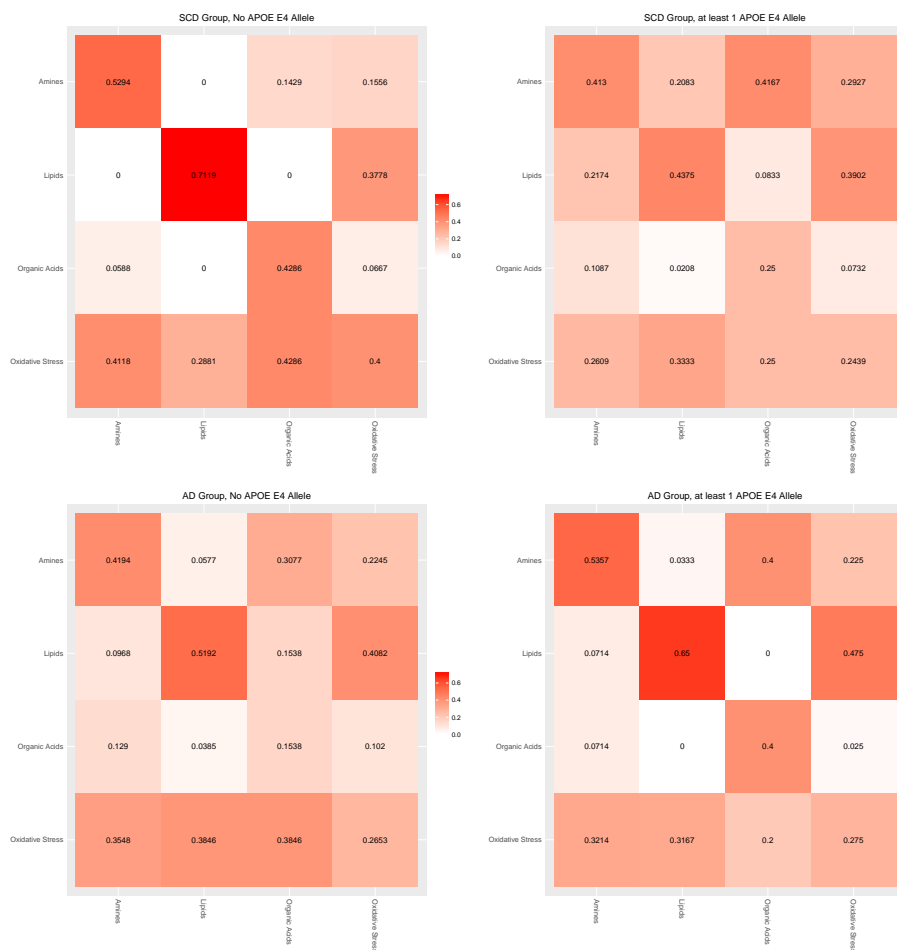 SCD Group, No APOE E4 Allele
Amines 0.5294 0 0.1429 0.1556
Lipids 0 0.7119 0 0.3778
Organic Acids 0.0588 0 0.4286 0.0667
Oxidative Stress 0.4118 0.2881 0.4286 0.4
Amines Lipids Organic Acids Oxidative Stress
0.6
0.4
0.2
0.0
SCD Group, at least 1 APOE E4 Allele
Amines 0.413 0.2083 0.4167 0.2927
Lipids 0.2174 0.4375 0.0833 0.3902
Organic Acids 0.1087 0.0208 0.25 0.0732
Oxidative Stress 0.2609 0.3333 0.25 0.2439
Amines Lipids Organic Acids Oxidative Stress
AD Group, No APOE E4 Allele
Amines 0.4194 0.0577 0.3077 0.2245
Lipids 0.0968 0.5192 0.1538 0.4082
Organic Acids 0.129 0.0385 0.1538 0.102
Oxidative Stress 0.3548 0.3846 0.3846 0.2653
Amines Lipids Organic Acids Oxidative Stress
0.6
0.4
0.2
0.0
AD Group, at least 1 APOE E4 Allele
Amines 0.5357 0.0333 0.4 0.225
Lipids 0.0714 0.65 0 0.475
Organic Acids 0.0714 0 0.4 0.025
Oxidative Stress 0.3214 0.3167 0.2 0.275
Amines Lipids Organic Acids Oxidative Stress